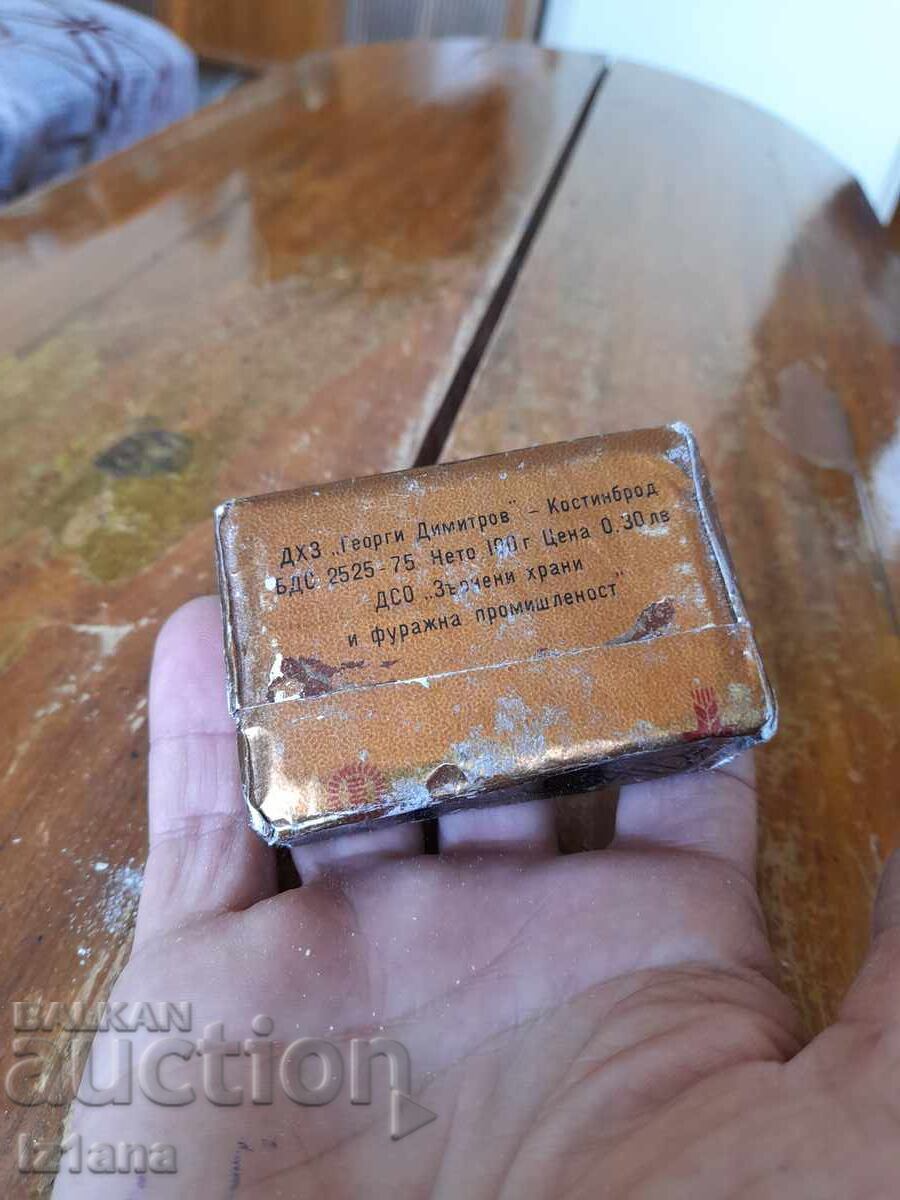 ДХЗ „Георги Димитров" – Костинброд
БДС 2525-75 Нето 100 г Цена 0.30 лв
ДСО „Зърнени храни
и фуражна промишленост"
BALKAN
auction
Iz1ana